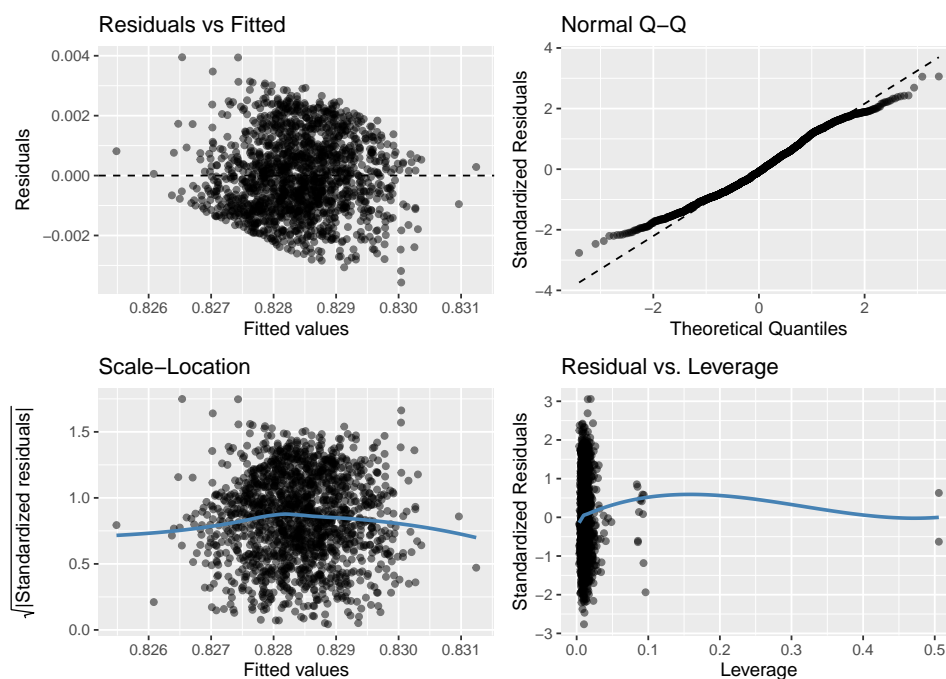 Residuals vs Fitted
Residuals
0.004
0.002
0.000
−0.002
0.826 0.827 0.828 0.829 0.830 0.831
Fitted values
Normal Q−Q
Standardized Residuals
4
2
0
−2
−4
−2 0 2
Theoretical Quantiles
Scale−Location
√|Standardized residuals|
1.5
1.0
0.5
0.0
0.826 0.827 0.828 0.829 0.830 0.831
Fitted values
Residual vs. Leverage
Standardized Residuals
3
2
1
0
−1
−2
−3
0.0 0.1 0.2 0.3 0.4 0.5
Leverage